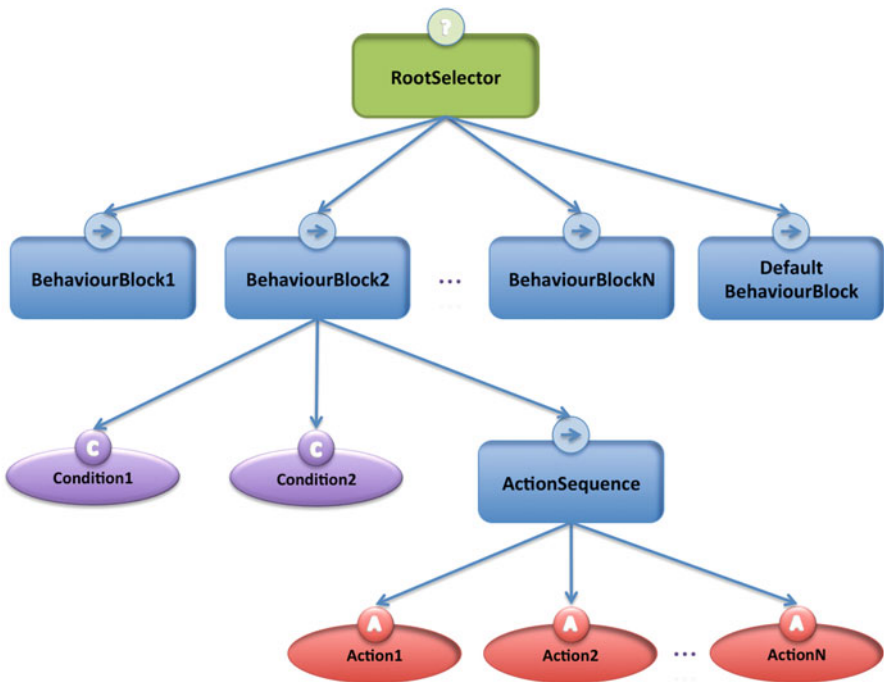 ?
RootSelector
BehaviourBlock1
BehaviourBlock2
...
BehaviourBlockN
Default
BehaviourBlock
C
Condition1
C
Condition2
ActionSequence
A
Action1
A
Action2
...
A
ActionN